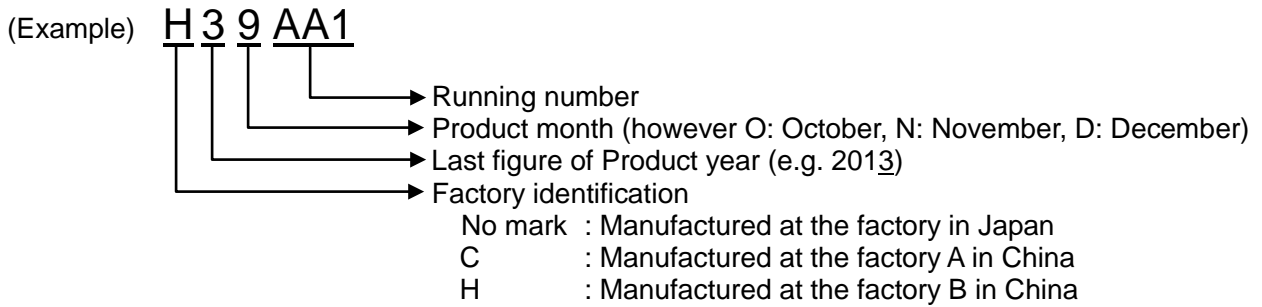 (Example) H 3 9 AA1
Running number
Product month (however O: October, N: November, D: December)
Last figure of Product year (e.g. 2013)
Factory identification
No mark : Manufactured at the factory in Japan
C : Manufactured at the factory A in China
H : Manufactured at the factory B in China